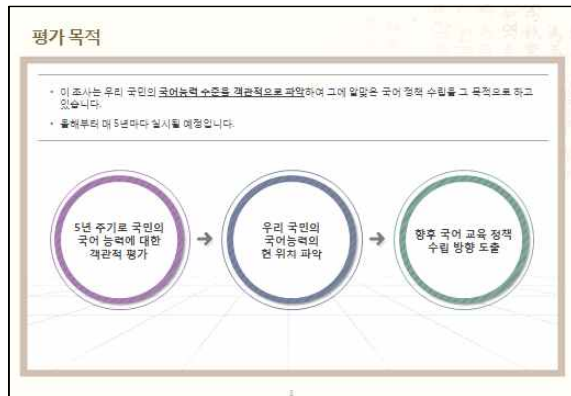 평가 목적
• 이 조사는 우리 국민의 국어능력 수준을 객관적으로 파악하여 그에 알맞은 국어 정책 수립을 그 목적으로 하고
있습니다.
• 올해부터 매 5년마다 실시될 예정입니다.
5년 주기로 국민의
국어 능력에 대한
객관적 평가
➔
우리 국민의
국어능력의
현 위치 파악
➔
향후 국어 교육 정책
수립 방향 도출